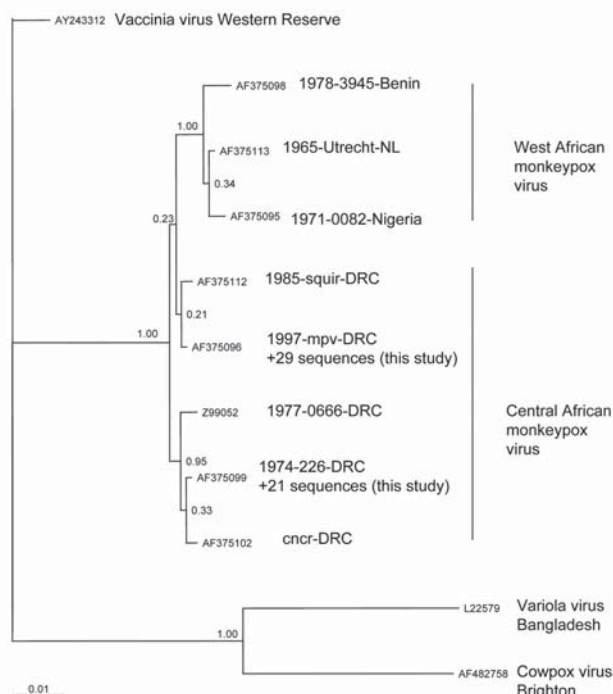 AY243312 Vaccinia virus Western Reserve
AF375098 1978-3945-Benin
1.00
AF375113 1965-Utrecht-NL
West African
monkeypox
virus
0.34
AF375095 1971-0082-Nigeria
0.23
AF375112 1985-squir-DRC
0.21
1.00
AF375096 1997-mpv-DRC
+29 sequences (this study)
Z99052 1977-0666-DRC
Central African
monkeypox
virus
0.95
AF375099 1974-226-DRC
+21 sequences (this study)
0.33
AF375102 cncr-DRC
L22579 Variola virus
Bangladesh
1.00
AF482758 Cowpox virus
Brighton
0.01